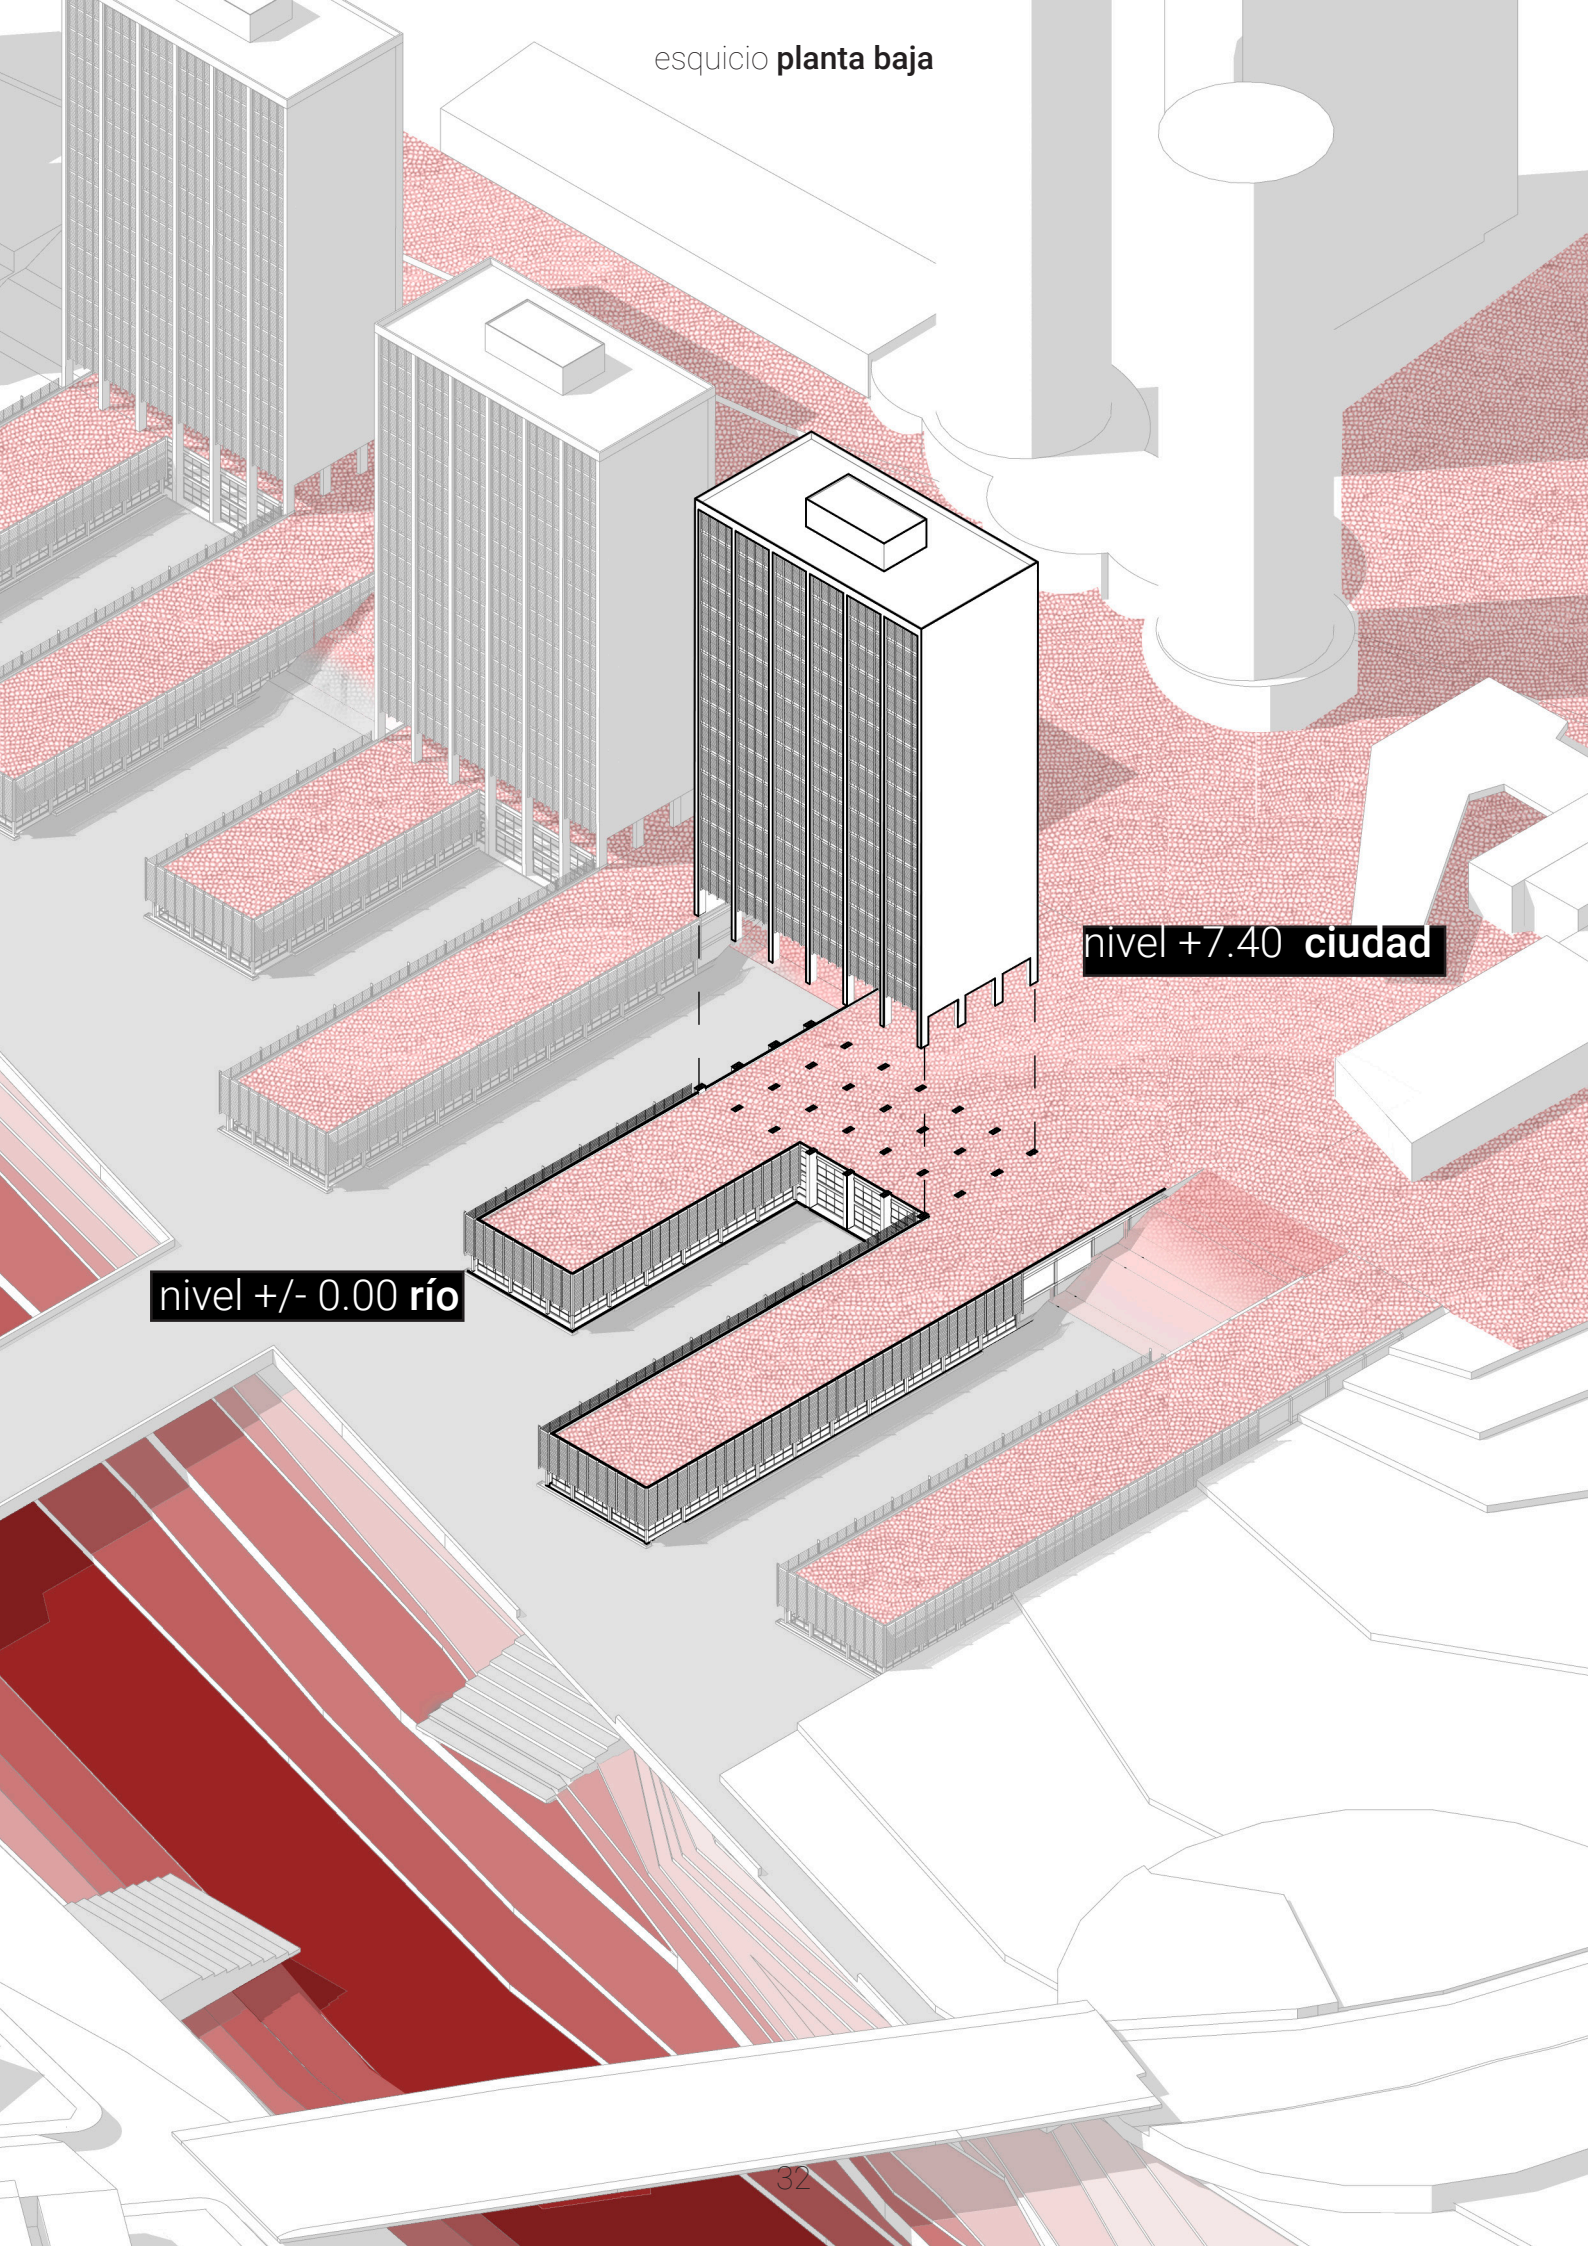 esquicio planta baja
nivel +7.40 ciudad
nivel +/- 0.00 río
32